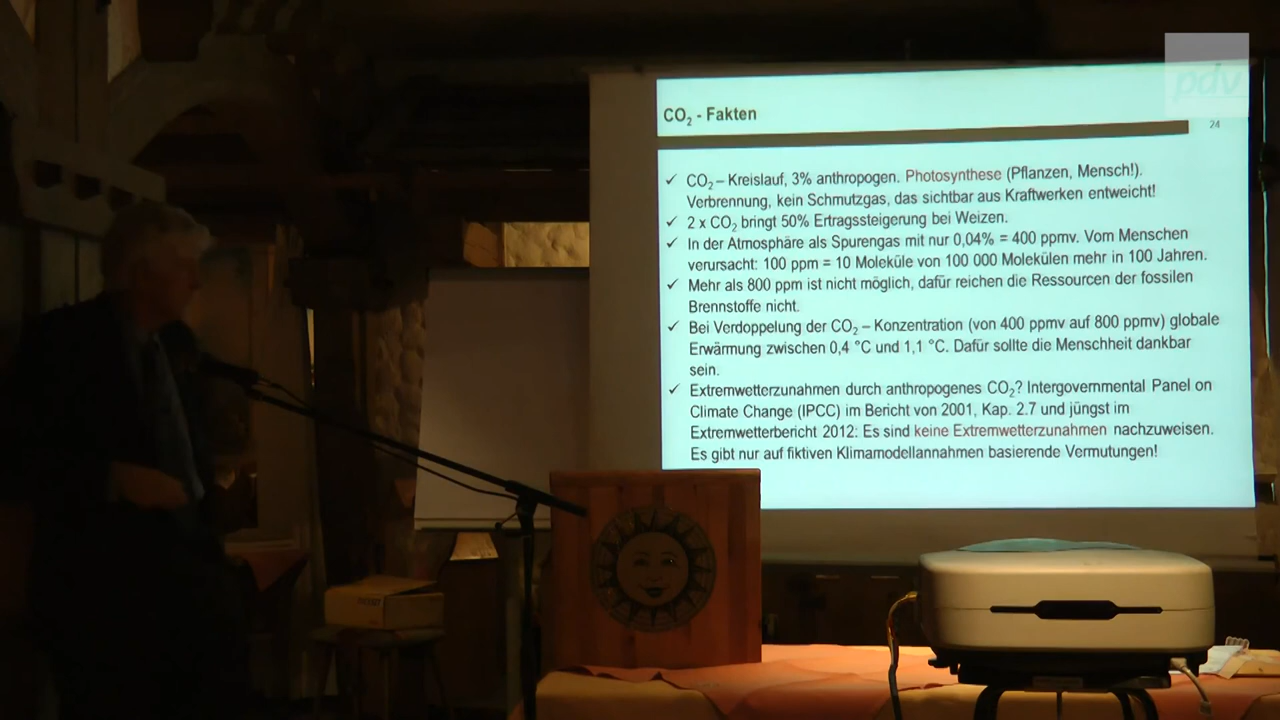 pdv
CO₂ - Fakten
24
✓ CO₂ – Kreislauf, 3% anthropogen. Photosynthese (Pflanzen, Mensch!).
Verbrennung, kein Schmutzgas, das sichtbar aus Kraftwerken entweicht!
✓ 2 x CO₂ bringt 50% Ertragssteigerung bei Weizen.
✓ In der Atmosphäre als Spurengas mit nur 0,04% = 400 ppmv. Vom Menschen
verursacht: 100 ppm = 10 Moleküle von 100 000 Molekülen mehr in 100 Jahren.
✓ Mehr als 800 ppm ist nicht möglich, dafür reichen die Ressourcen der fossilen
Brennstoffe nicht.
✓ Bei Verdoppelung der CO₂ – Konzentration (von 400 ppmv auf 800 ppmv) globale
Erwärmung zwischen 0,4 °C und 1,1 °C. Dafür sollte die Menschheit dankbar
sein.
✓ Extremwetterzunahmen durch anthropogenes CO₂? Intergovernmental Panel on
Climate Change (IPCC) im Bericht von 2001, Kap. 2.7 und jüngst im
Extremwetterbericht 2012: Es sind keine Extremwetterzunahmen nachzuweisen.
Es gibt nur auf fiktiven Klimamodellannahmen basierende Vermutungen!